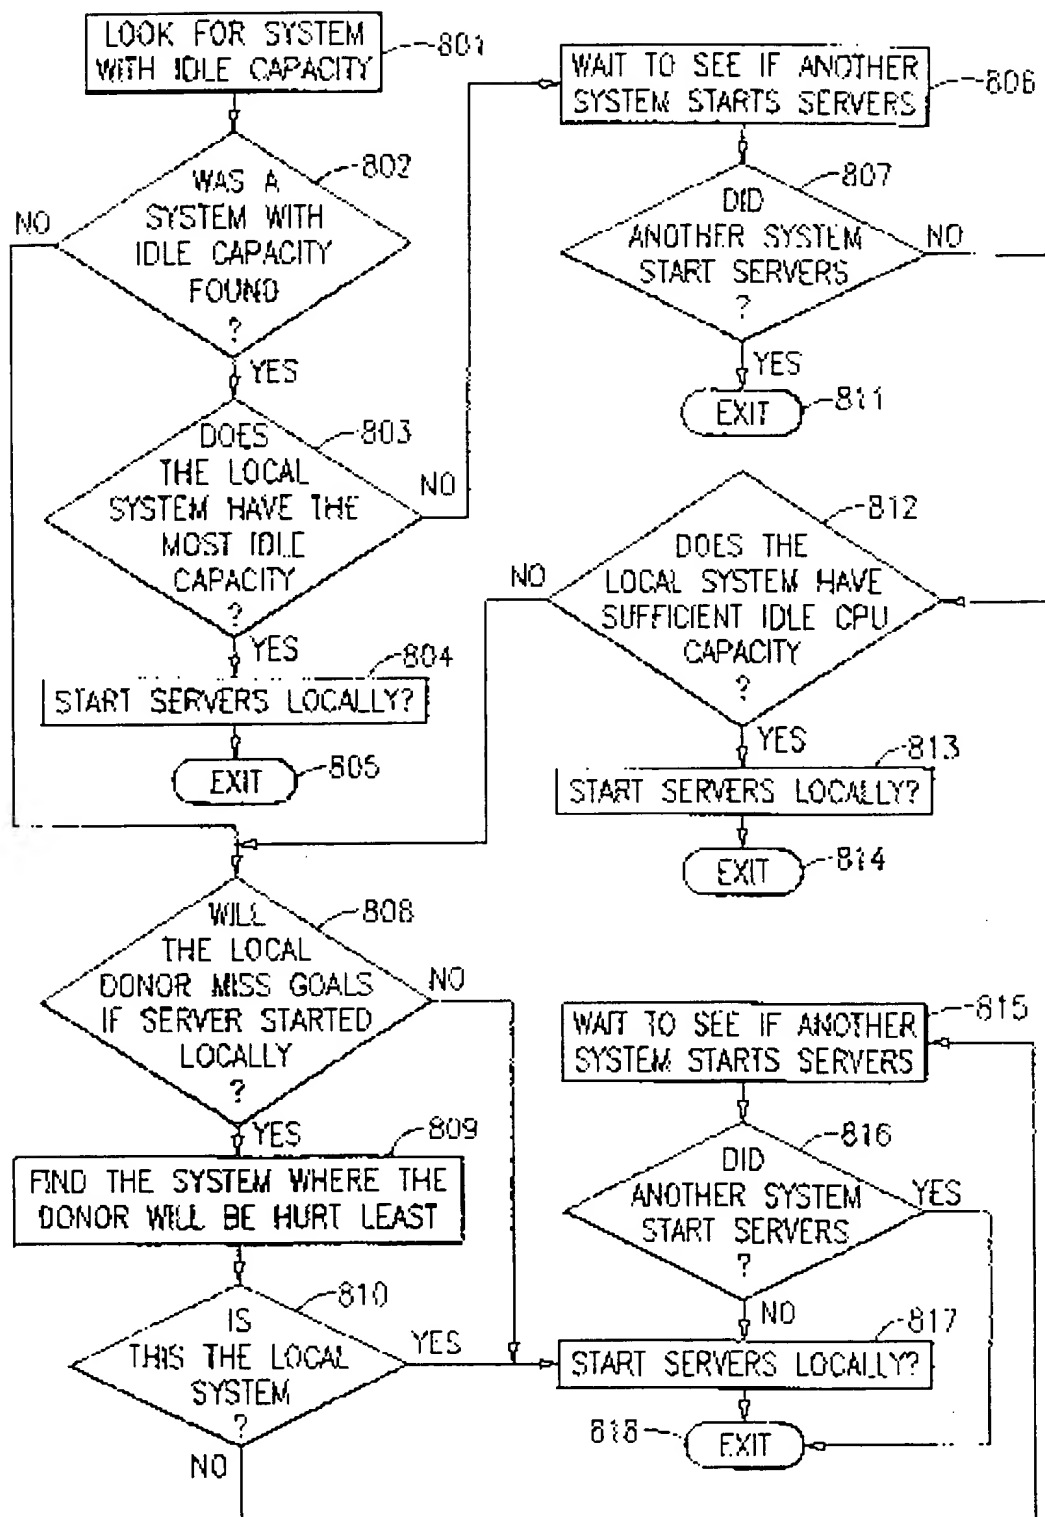 LOOK FOR SYSTEM
WITH IDLE CAPACITY
801
WAS A
SYSTEM WITH
IDLE CAPACITY
FOUND
?
802
NO
YES
DOES
THE LOCAL
SYSTEM HAVE THE
MOST IDLE
CAPACITY
?
803
NO
YES
804
START SERVERS LOCALLY?
EXIT
805
WAIT TO SEE IF ANOTHER
SYSTEM STARTS SERVERS
806
807
DID
ANOTHER SYSTEM
START SERVERS
?
NO
YES
EXIT
811
812
DOES THE
LOCAL SYSTEM HAVE
SUFFICIENT IDLE CPU
CAPACITY
?
NO
YES
813
START SERVERS LOCALLY?
EXIT
814
WILL
THE LOCAL
DONOR MISS GOALS
IF SERVER STARTED
LOCALLY
?
808
NO
YES
809
FIND THE SYSTEM WHERE THE
DONOR WILL BE HURT LEAST
IS
THIS THE LOCAL
SYSTEM
?
810
YES
NO
815
WAIT TO SEE IF ANOTHER
SYSTEM STARTS SERVERS
816
DID
ANOTHER SYSTEM
START SERVERS
?
YES
NO
817
START SERVERS LOCALLY?
818
EXIT